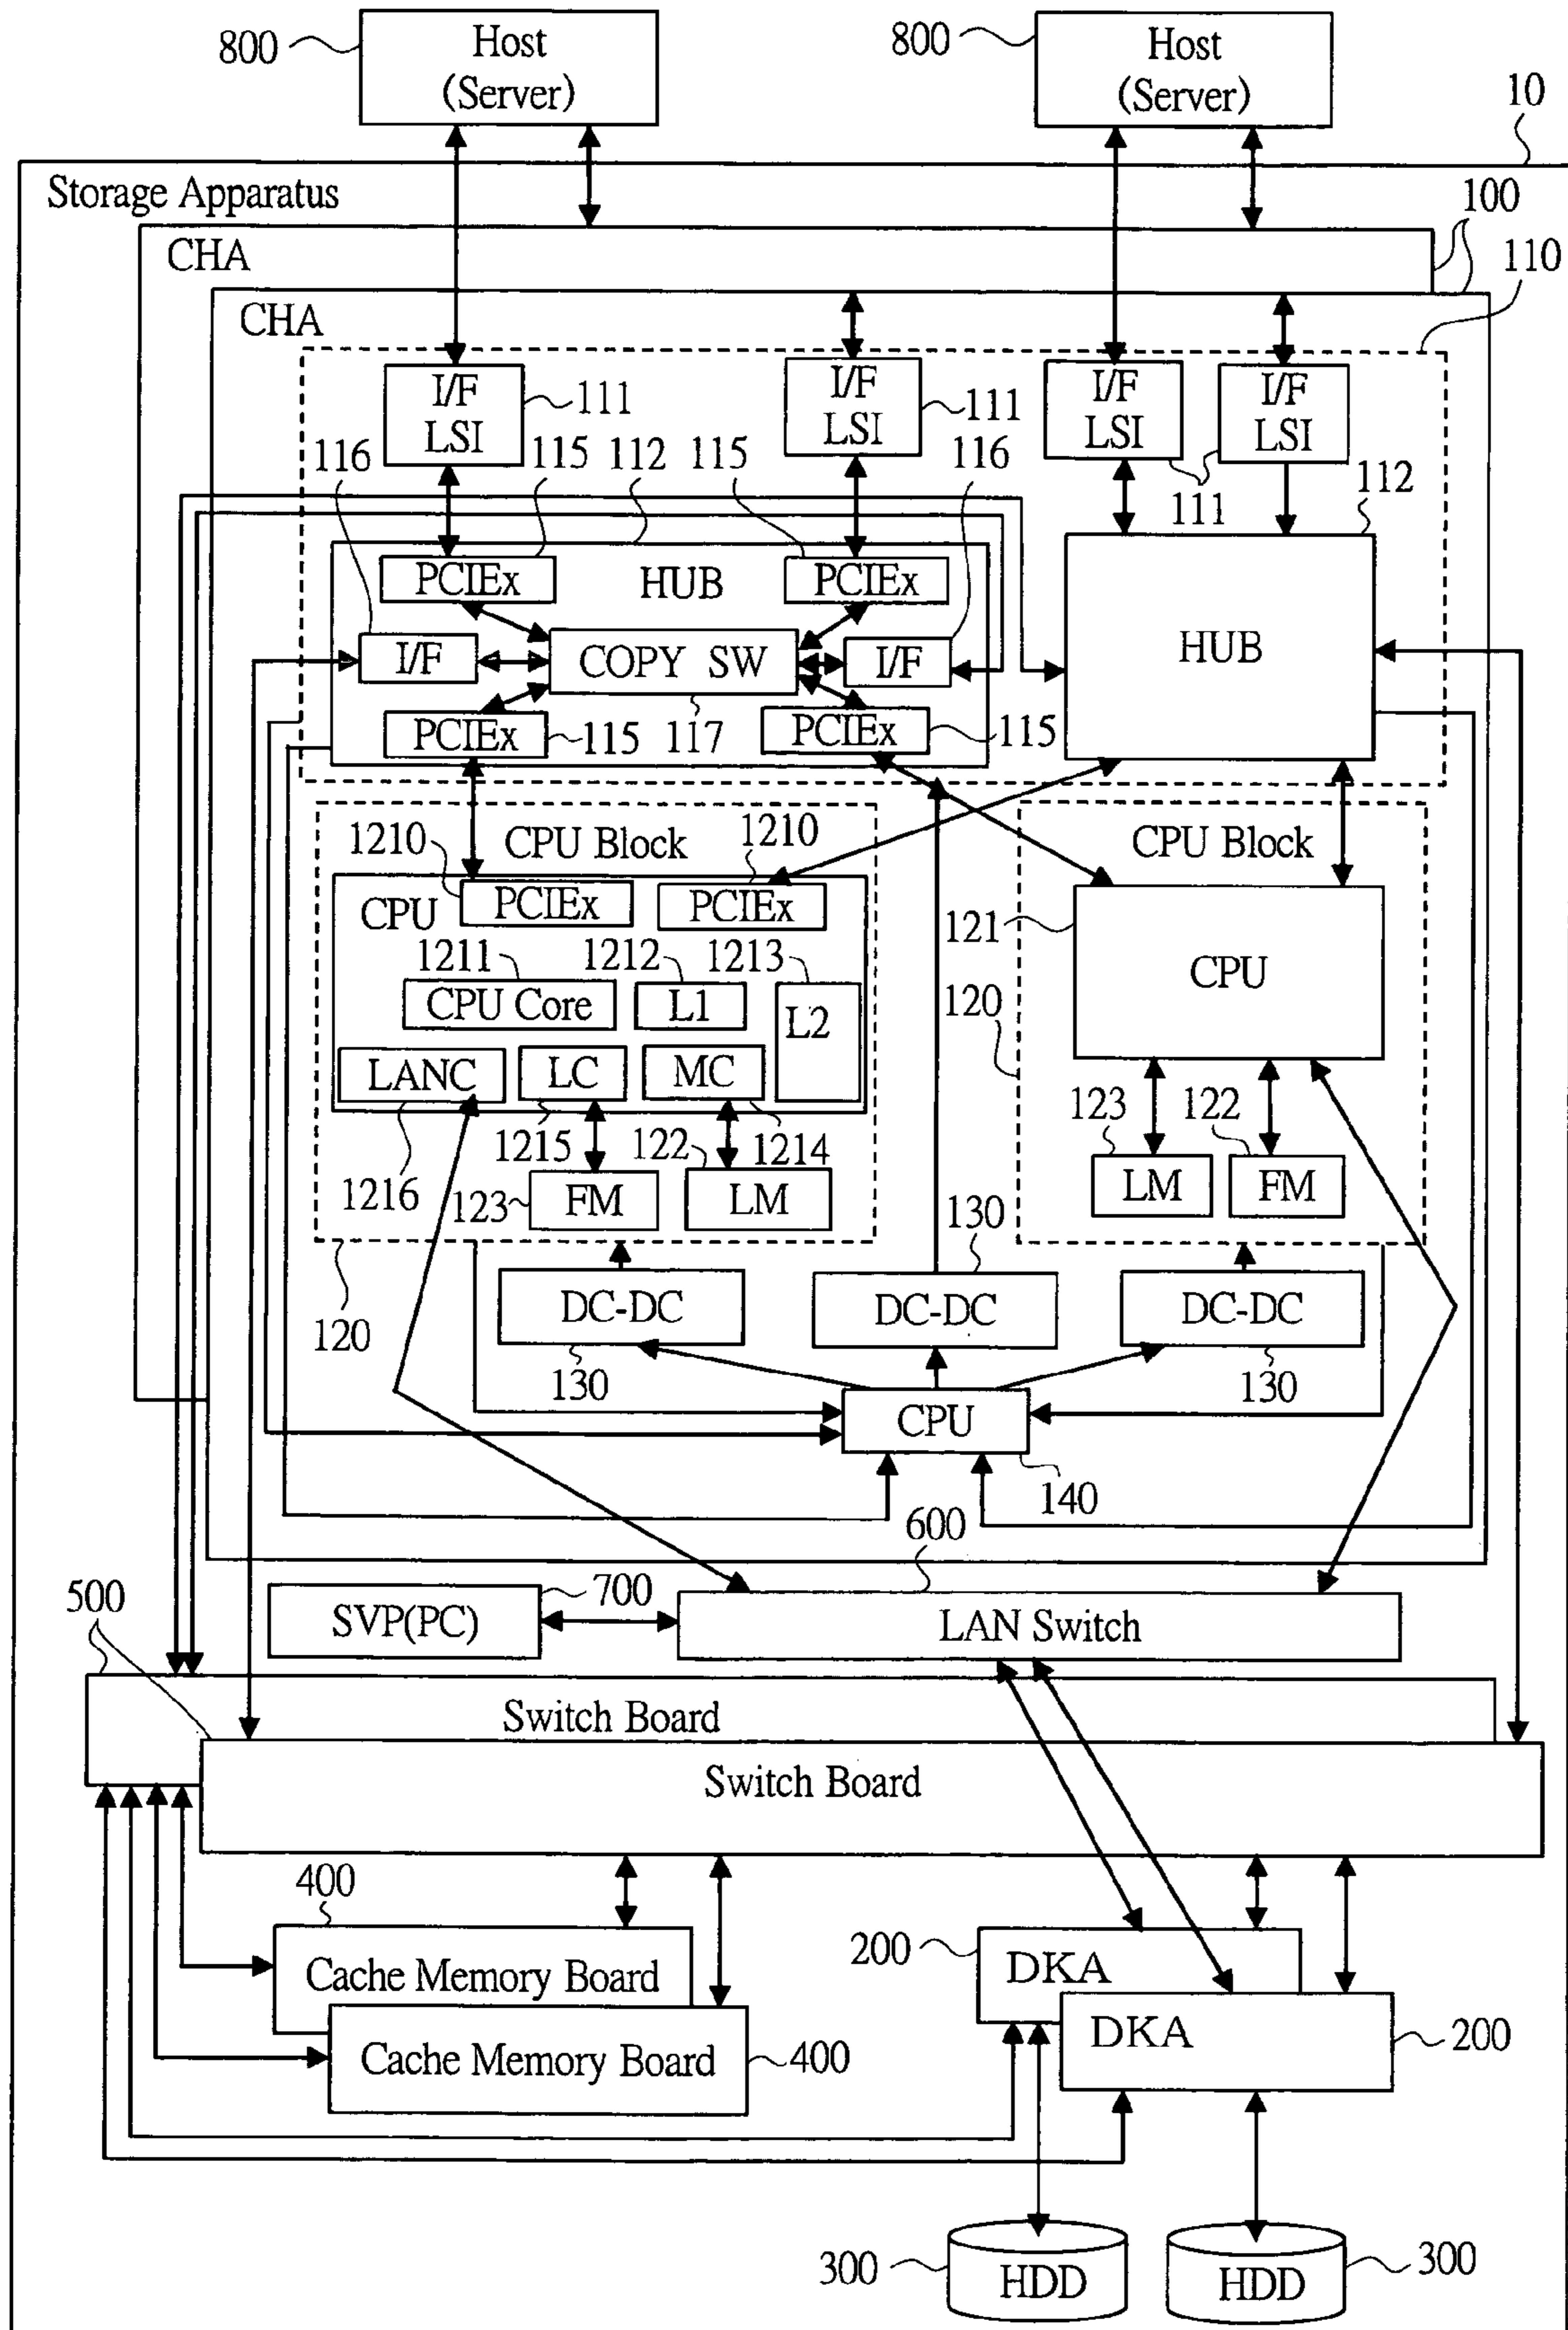 800
Host
(Server)
800
Host
(Server)
10
Storage Apparatus
100
CHA
110
CHA
I/F
LSI
111
I/F
LSI
111
I/F
LSI
I/F
LSI
111
116
115
112
115
116
112
PCIEx
HUB
PCIEx
I/F
COPY SW
I/F
HUB
PCIEx
115
117
PCIEx
115
1210
CPU Block
1210
CPU Block
CPU
PCIEx
PCIEx
121
CPU
1211
1212
1213
CPU Core
L1
L2
120
LANC
LC
MC
1215
122
1214
123
122
1216
123
FM
LM
LM
FM
130
120
DC-DC
DC-DC
DC-DC
130
130
CPU
140
600
500
SVP(PC)
700
LAN Switch
Switch Board
Switch Board
400
Cache Memory Board
200
DKA
Cache Memory Board
400
DKA
200
300
HDD
HDD
300